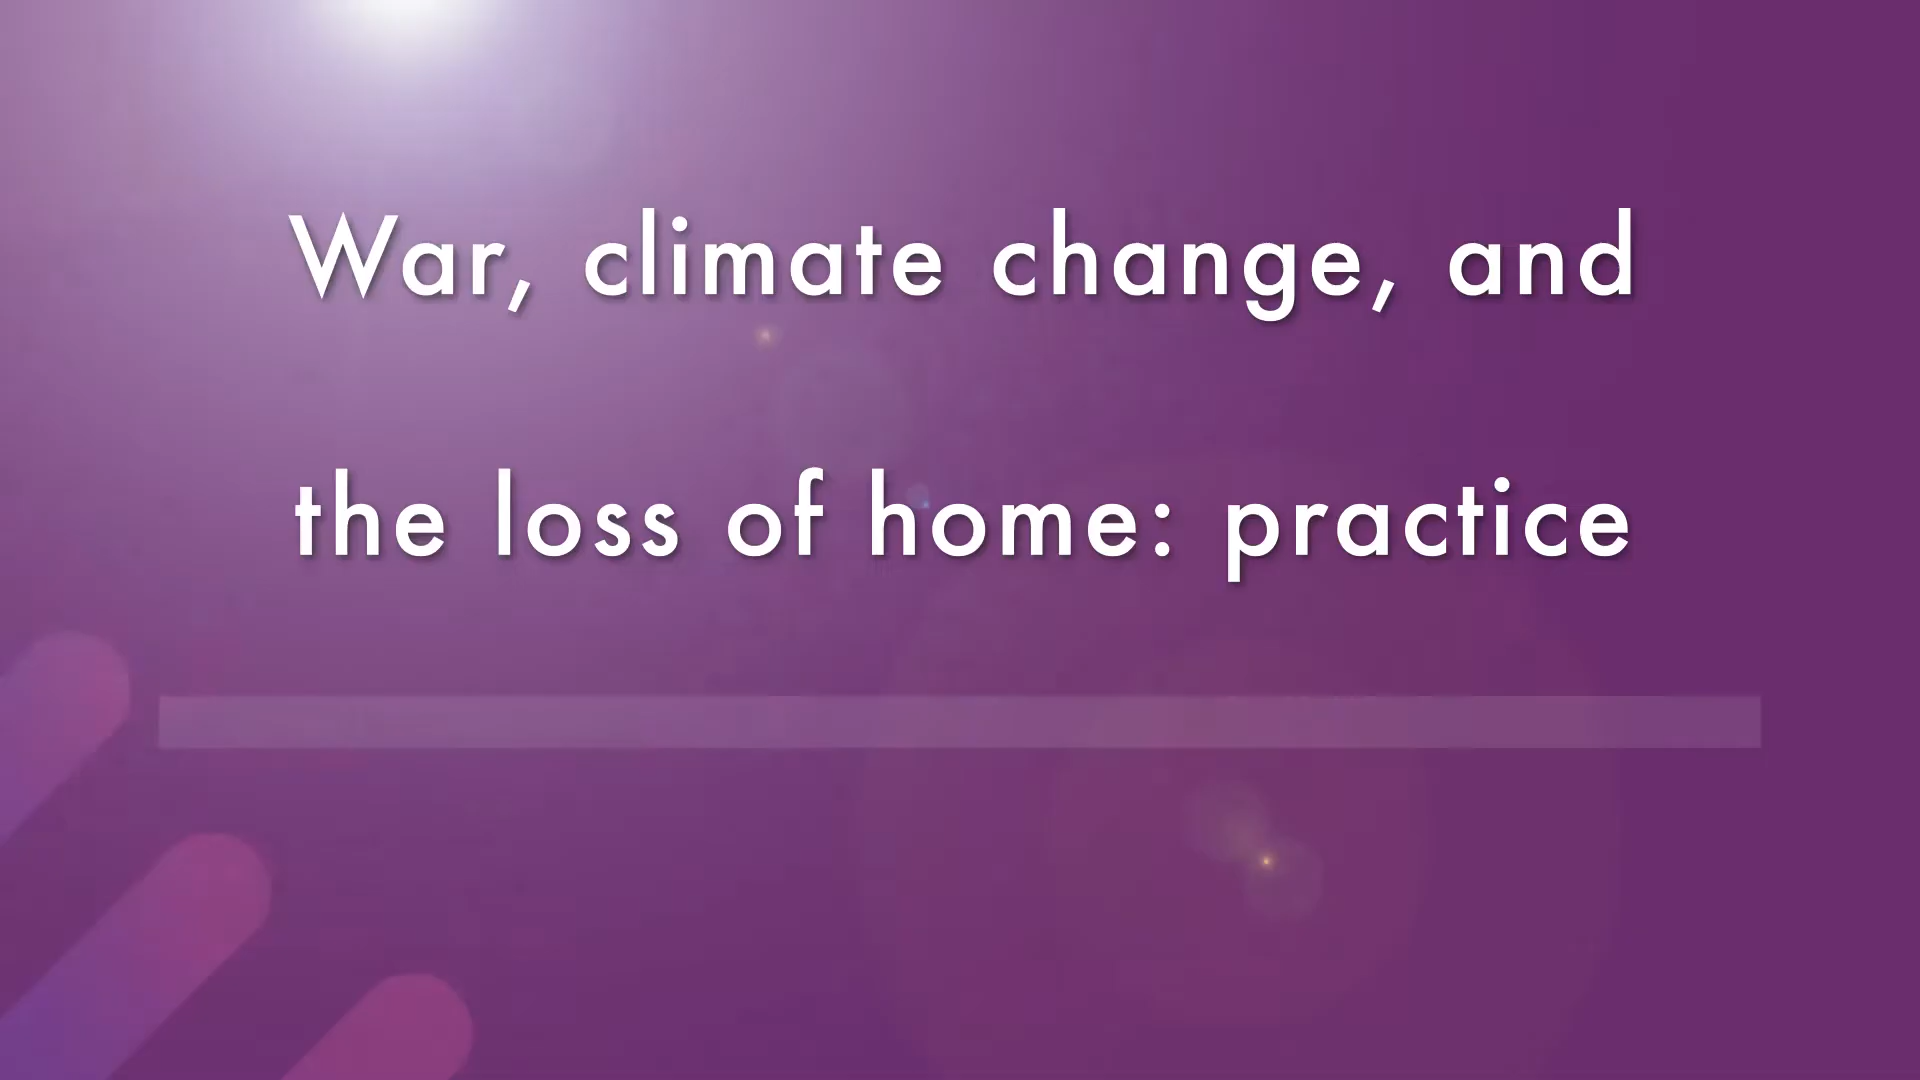 War, climate change, and
the loss of home: practice